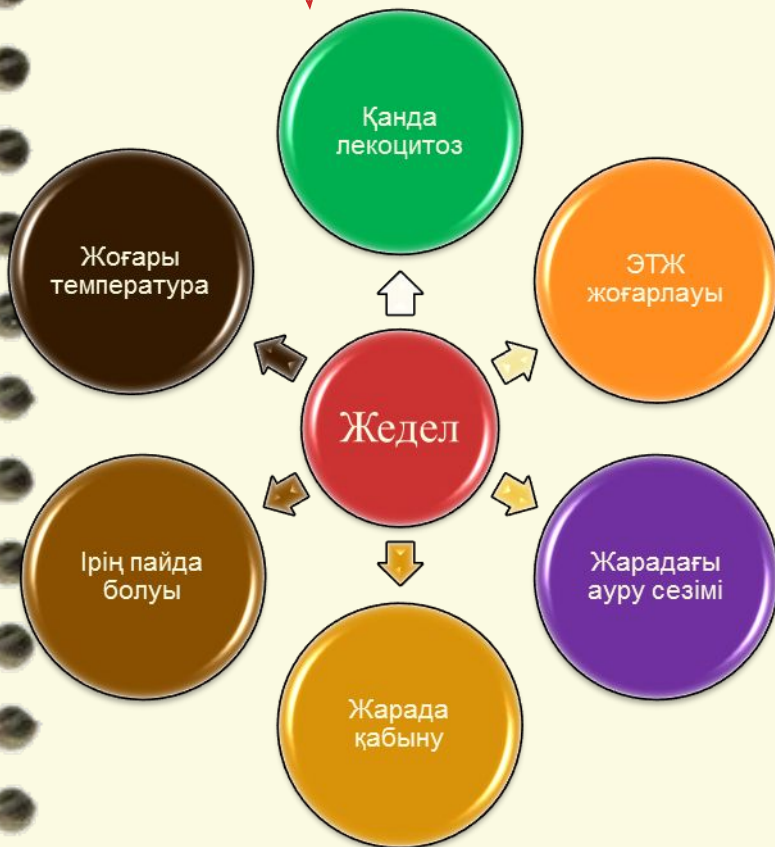 Қанда
лекоцитоз
Жоғары
температура
ЭТЖ
жоғарлауы
Жедел
Ірің пайда
болуы
Жарадағы
ауру сезімі
Жарада
қабыну